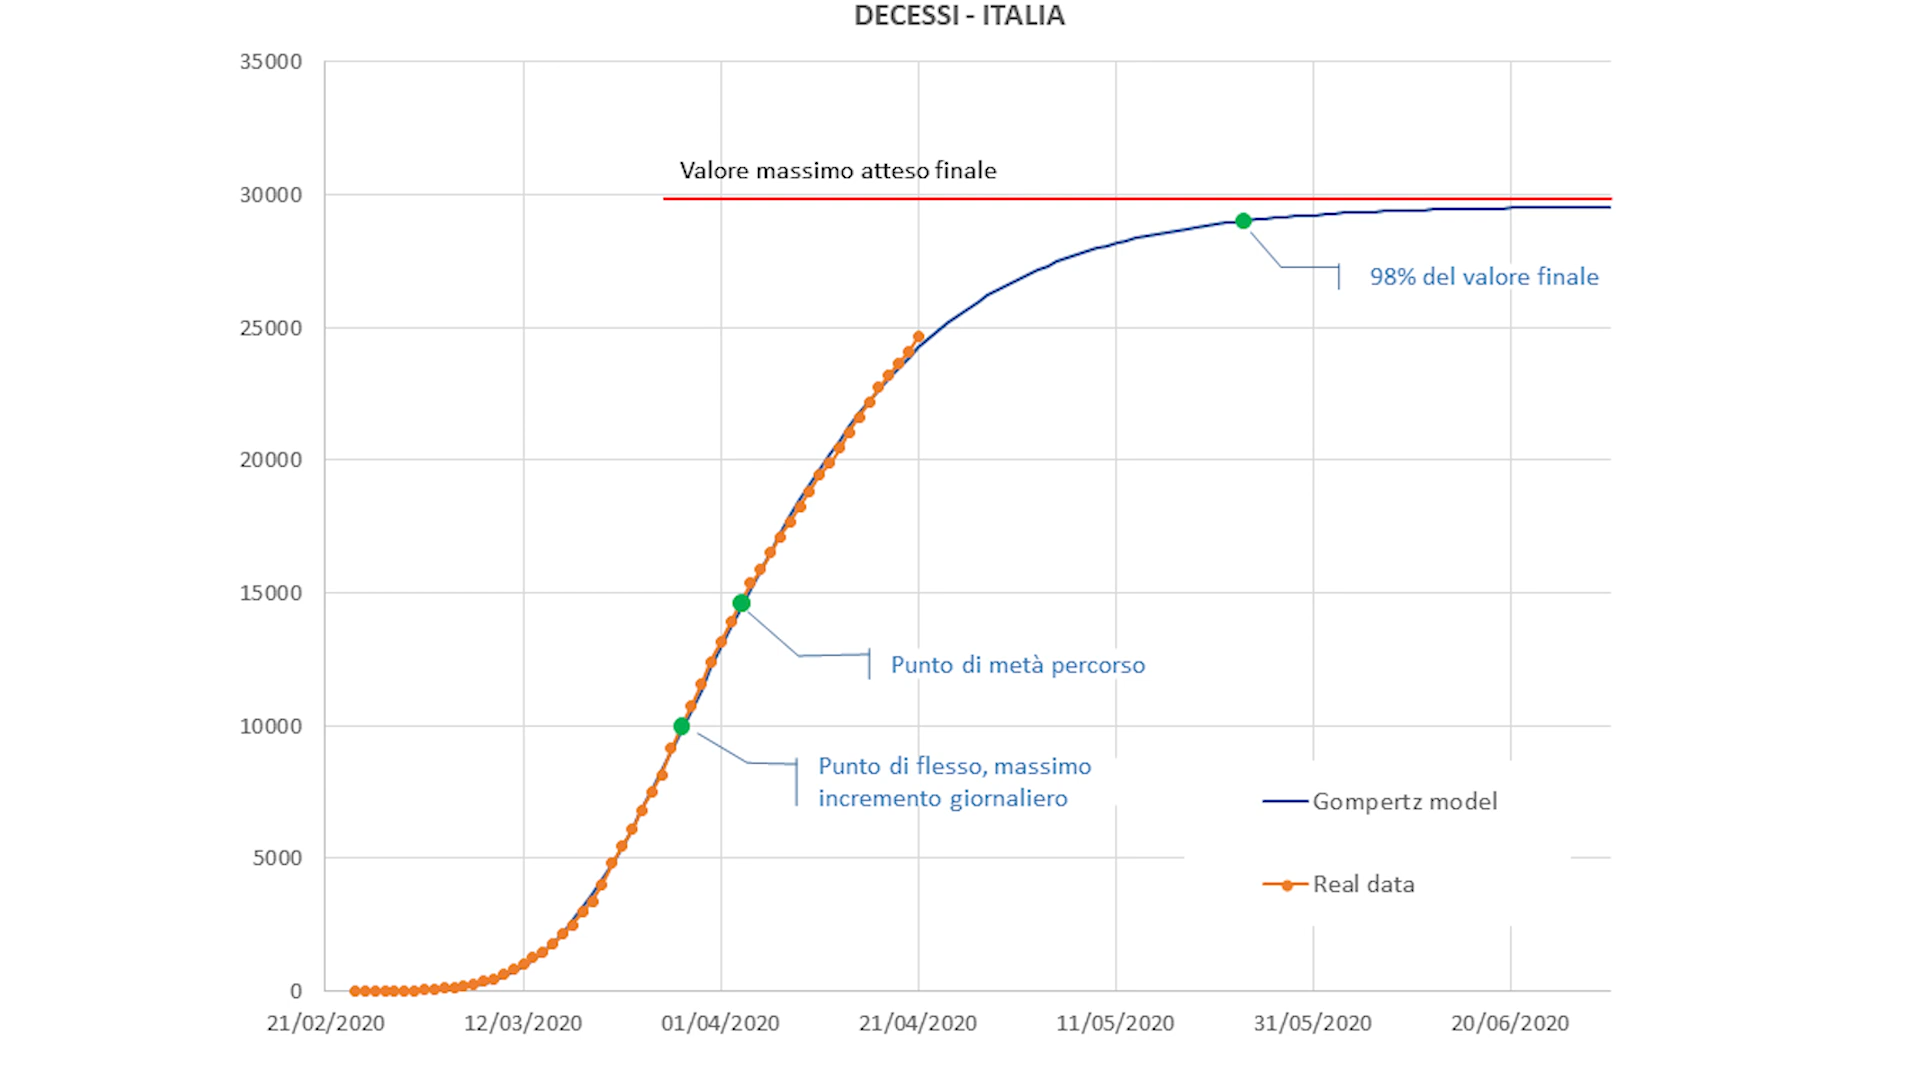 DECESSI - ITALIA
35000
Valore massimo atteso finale
30000
98% del valore finale
25000
20000
15000
Punto di metà percorso
10000
Punto di flesso, massimo
incremento giornaliero
Gompertz model
5000
Real data
0
21/02/2020 12/03/2020 01/04/2020 21/04/2020 11/05/2020 31/05/2020 20/06/2020